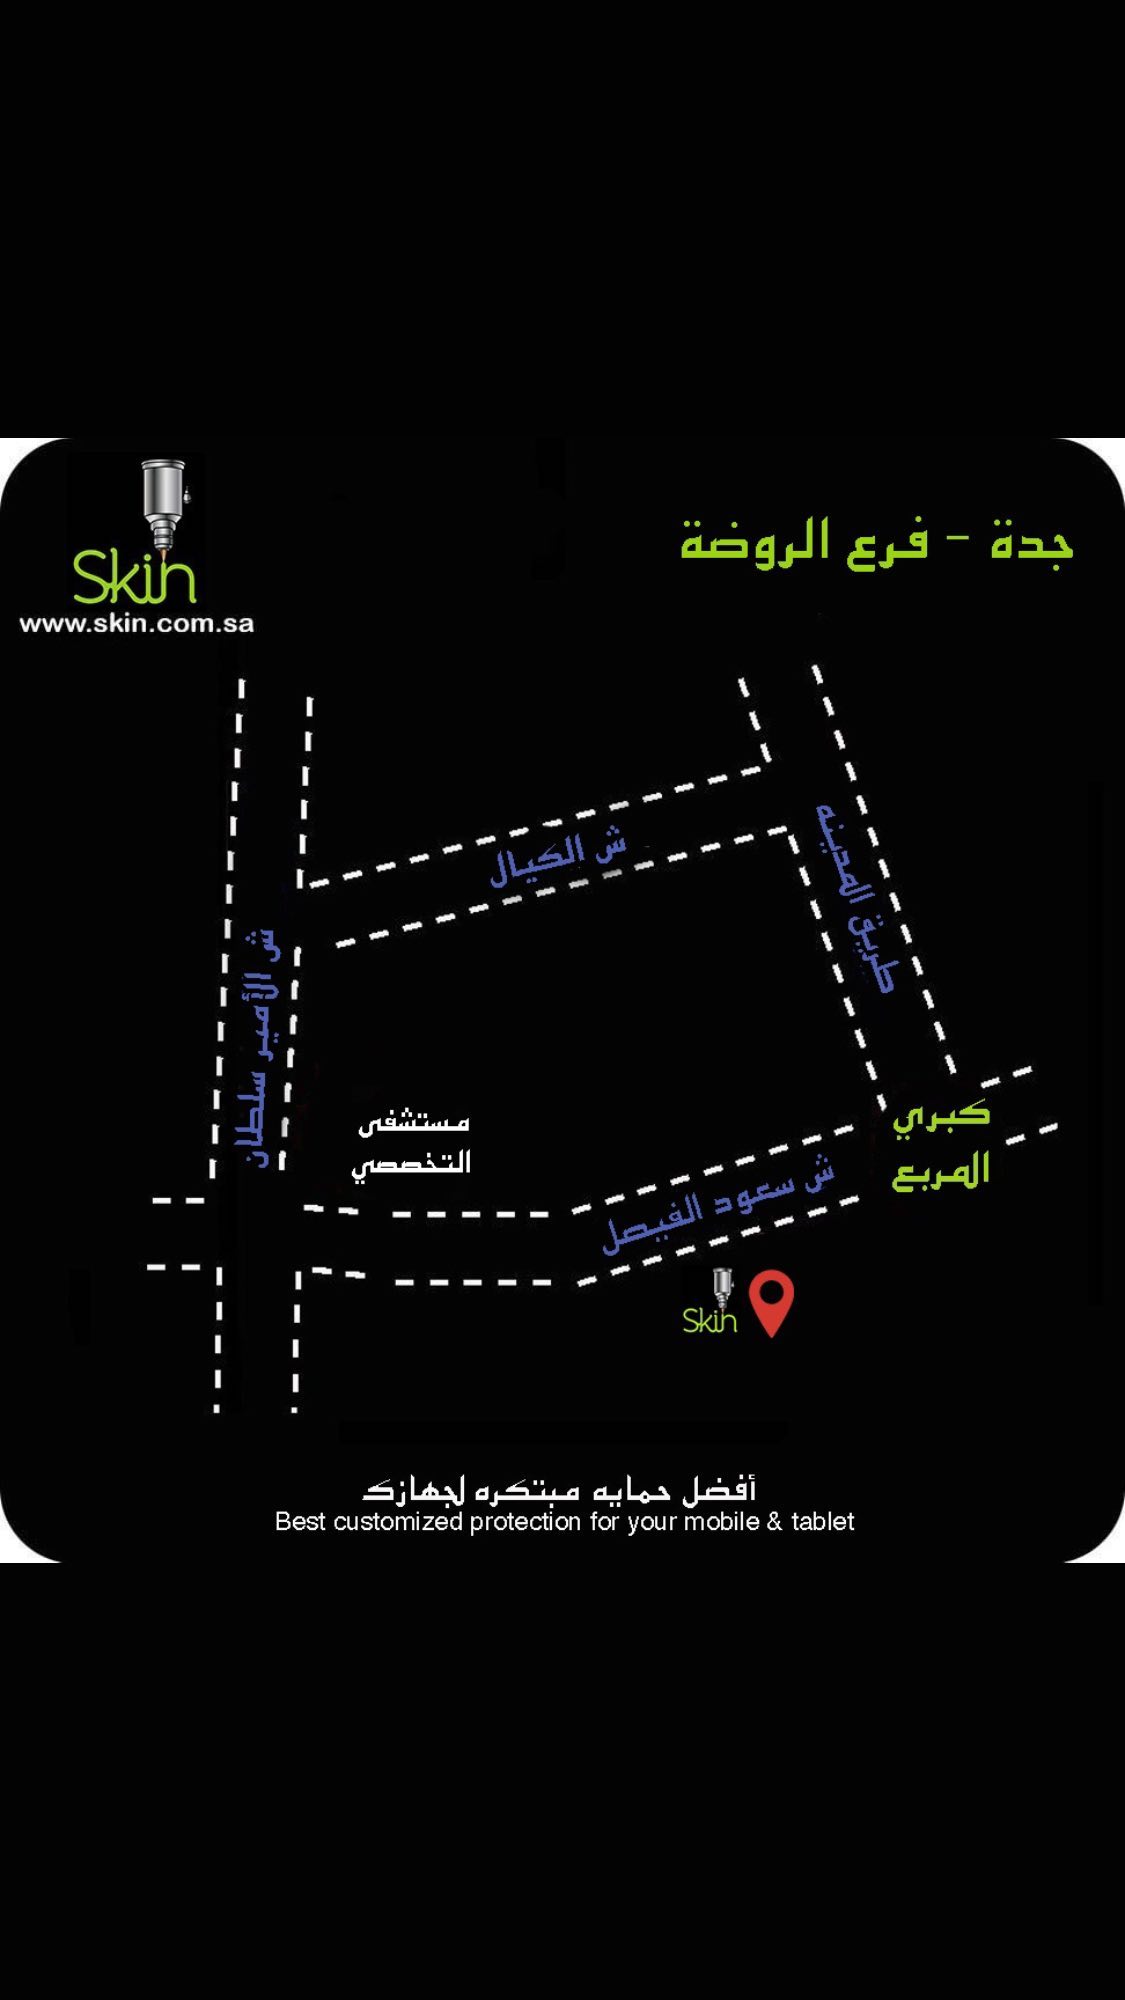 Skin
www.skin.com.sa
جدة - فرع الروضة
ش الكيال
طريق المدينه
ش الأمير سلطان
مستشفى
التخصصي
كبري
المربع
ش سعود الفيصل
Skin
أفضل حمايه مبتكره لجهازك
Best customized protection for your mobile & tablet